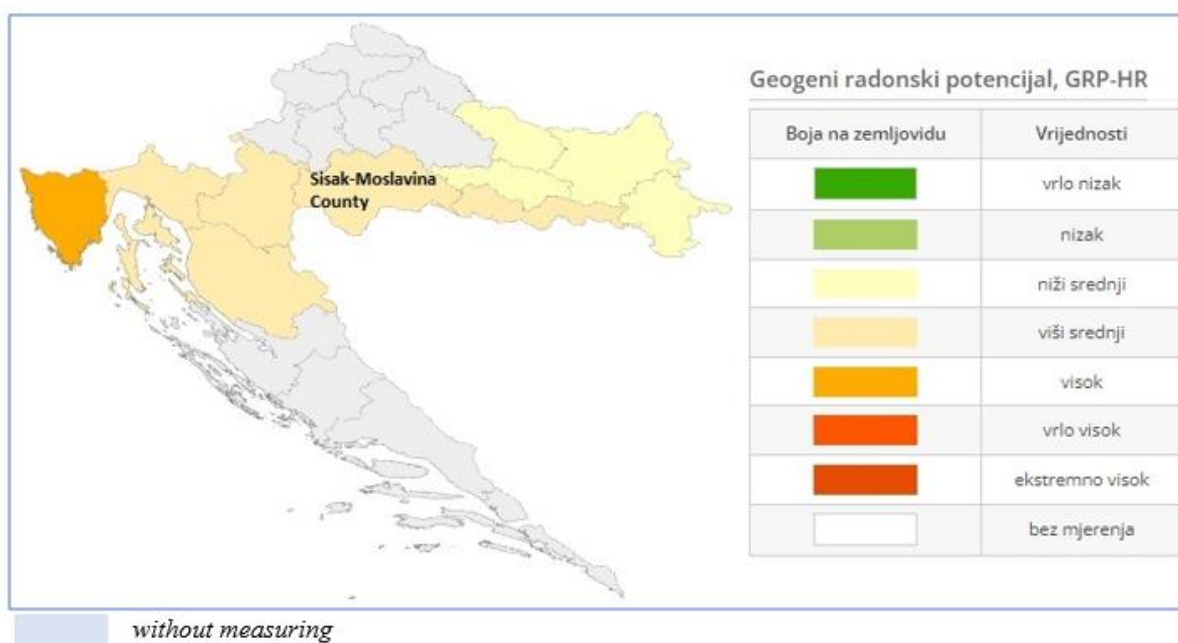 Sisak-Moslavina
County
Geogeni radonski potencijal, GRP-HR
Boja na zemljovidu Vrijednosti
vrlo nizak
nizak
niži srednji
viši srednji
visok
vrlo visok
ekstremno visok
bez mjerenja
without measuring